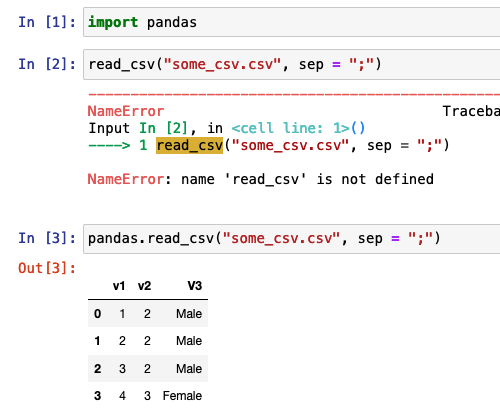 In [1]: import pandas
In [2]: read_csv("some_csv.csv", sep = ";")
---------------------------------------------------------
NameError Traceba
Input In [2], in <cell line: 1>()
----> 1 read_csv("some_csv.csv", sep = ";")
NameError: name 'read_csv' is not defined
In [3]: pandas.read_csv("some_csv.csv", sep = ";")
Out[3]:
v1 v2 V3
0 1 2 Male
1 2 2 Male
2 3 2 Male
3 4 3 Female